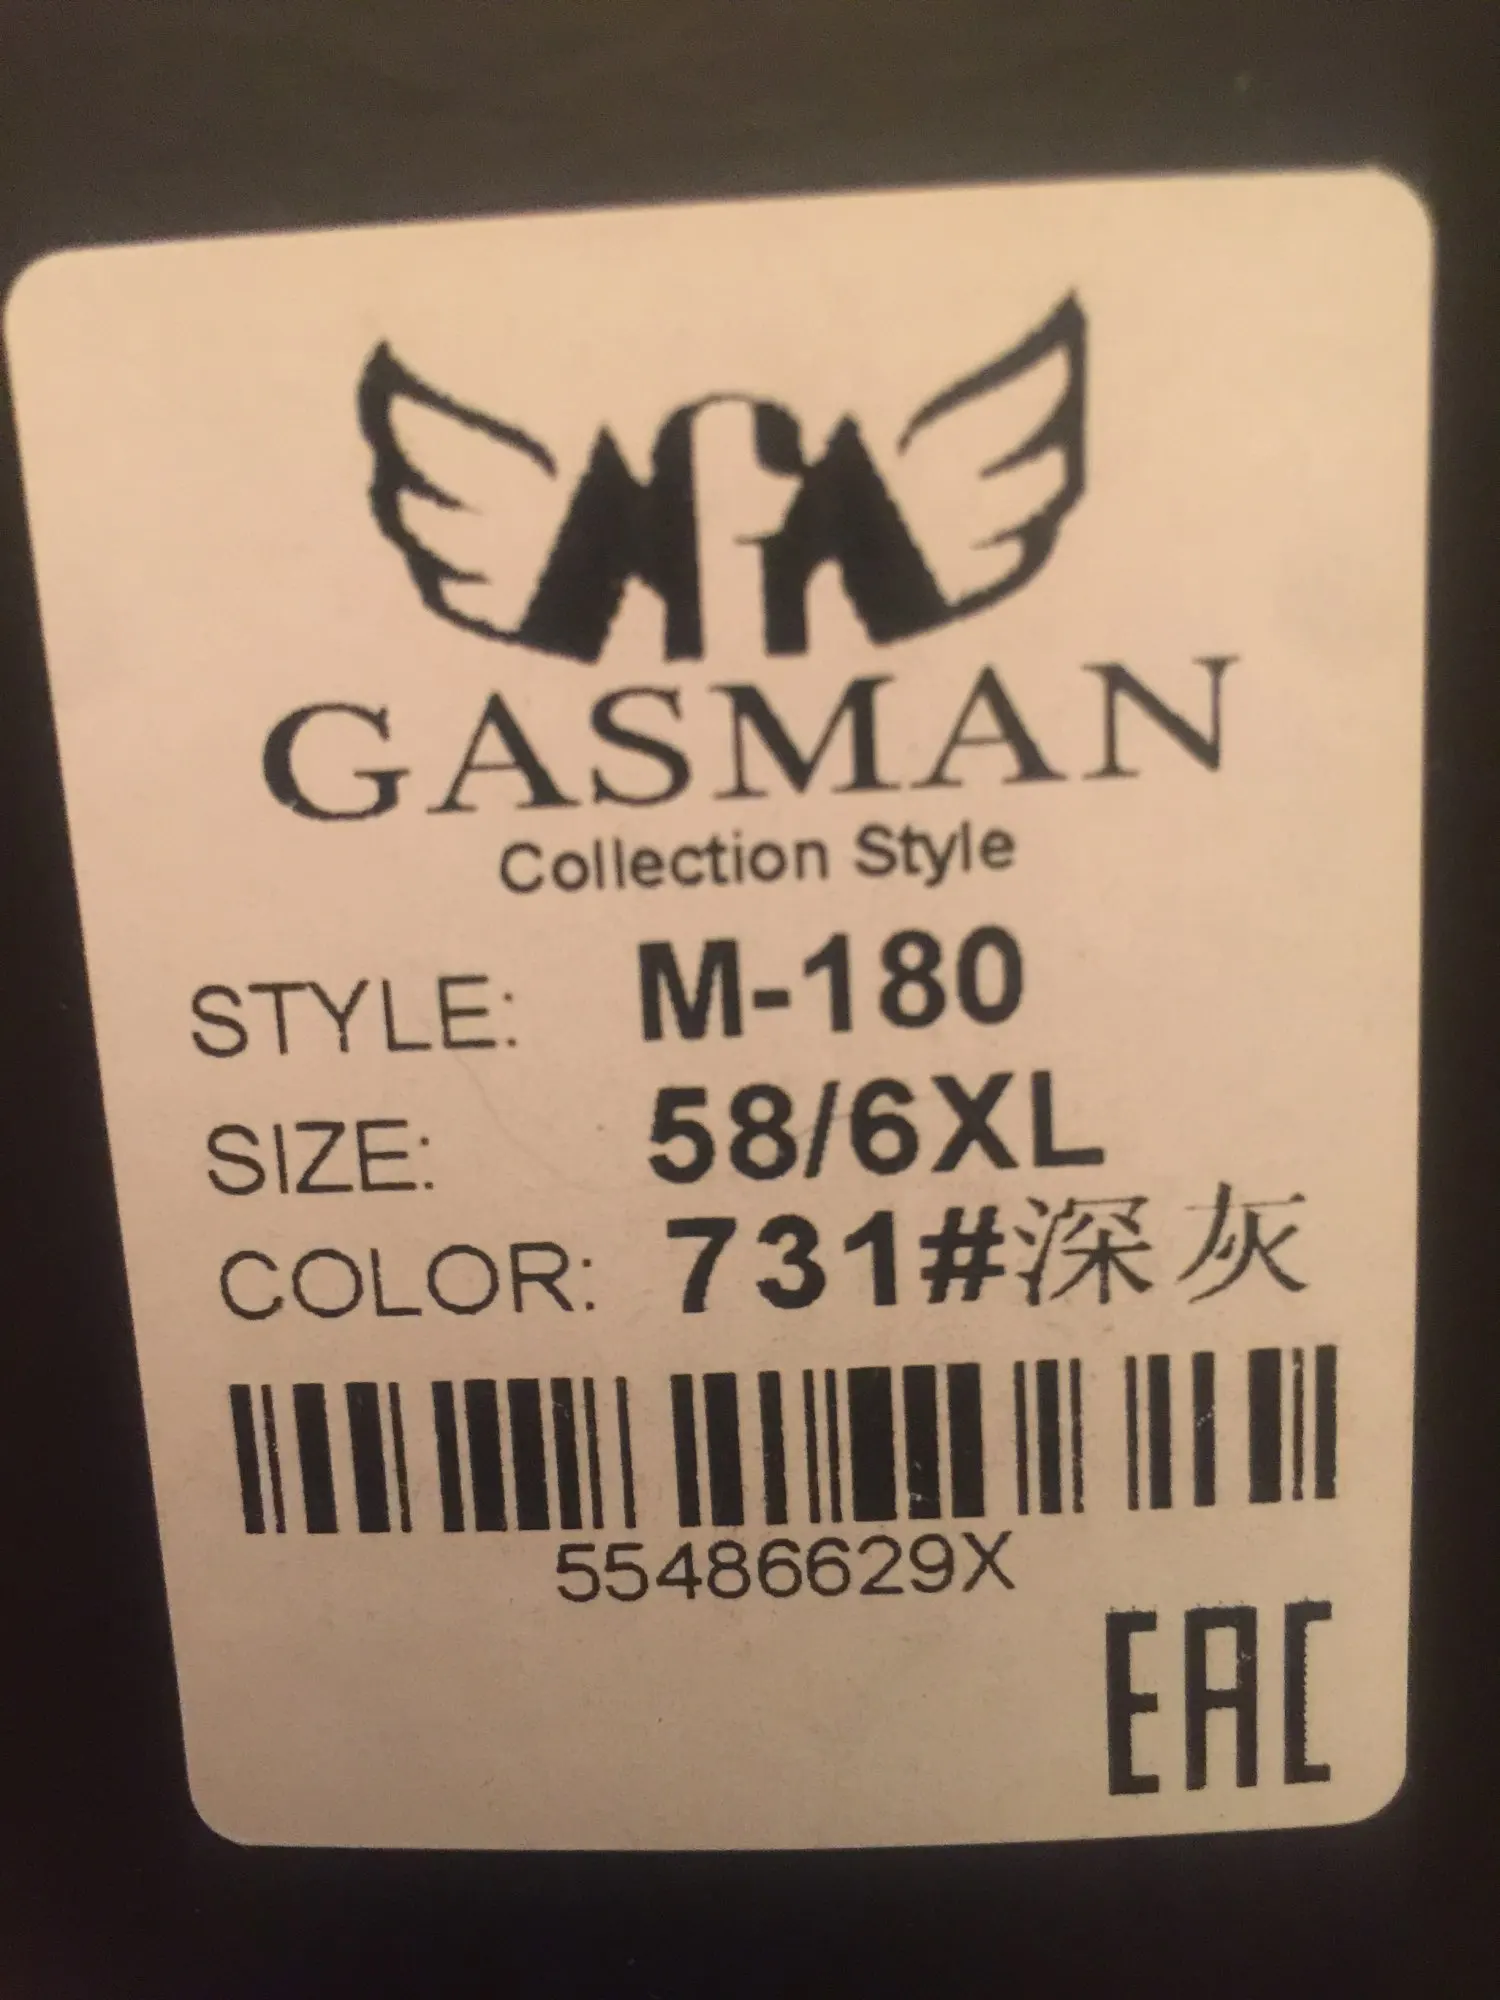 GASMAN
Collection Style
STYLE: M-180
SIZE: 58/6XL
COLOR: 731#深灰
55486629X
EAC